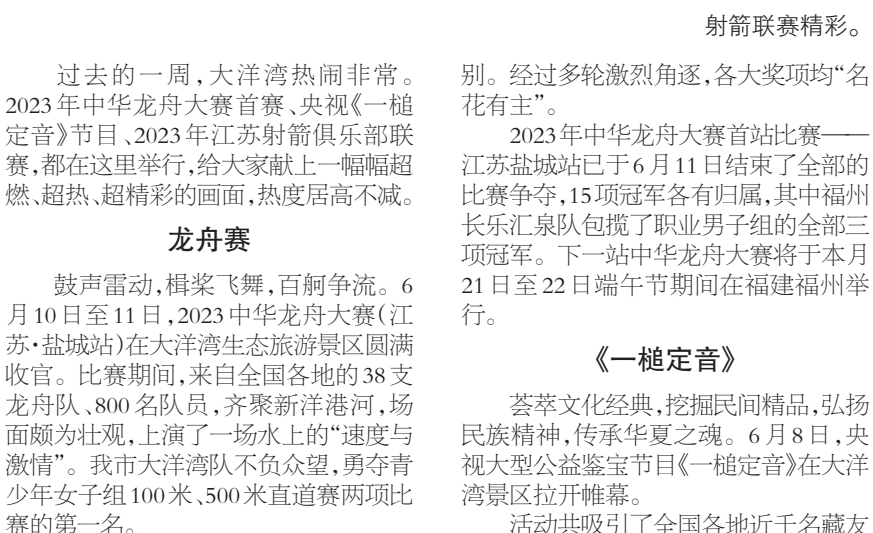 射箭联赛精彩。
过去的一周，大洋湾热闹非常。
2023年中华龙舟大赛首赛、央视《一槌
定音》节目、2023年江苏射箭俱乐部联
赛，都在这里举行，给大家献上一幅幅超
燃、超热、超精彩的画面，热度居高不减。
龙舟赛
鼓声雷动，楫桨飞舞，百舸争流。6
月10日至11日，2023中华龙舟大赛（江
苏·盐城站）在大洋湾生态旅游景区圆满
收官。比赛期间，来自全国各地的38支
龙舟队、800名队员，齐聚新洋港河，场
面颇为壮观，上演了一场水上的“速度与
激情”。我市大洋湾队不负众望，勇夺青
少年女子组100米、500米直道赛两项比
赛的第一名。
别。经过多轮激烈角逐，各大奖项均“名
花有主”。
2023年中华龙舟大赛首站比赛——
江苏盐城站已于6月11日结束了全部的
比赛争夺，15项冠军各有归属，其中福州
长乐汇泉队包揽了职业男子组的全部三
项冠军。下一站中华龙舟大赛将于本月
21日至22日端午节期间在福建福州举
行。
《一槌定音》
荟萃文化经典，挖掘民间精品，弘扬
民族精神，传承华夏之魂。6月8日，央
视大型公益鉴宝节目《一槌定音》在大洋
湾景区拉开帷幕。
活动共吸引了全国各地近千名藏友